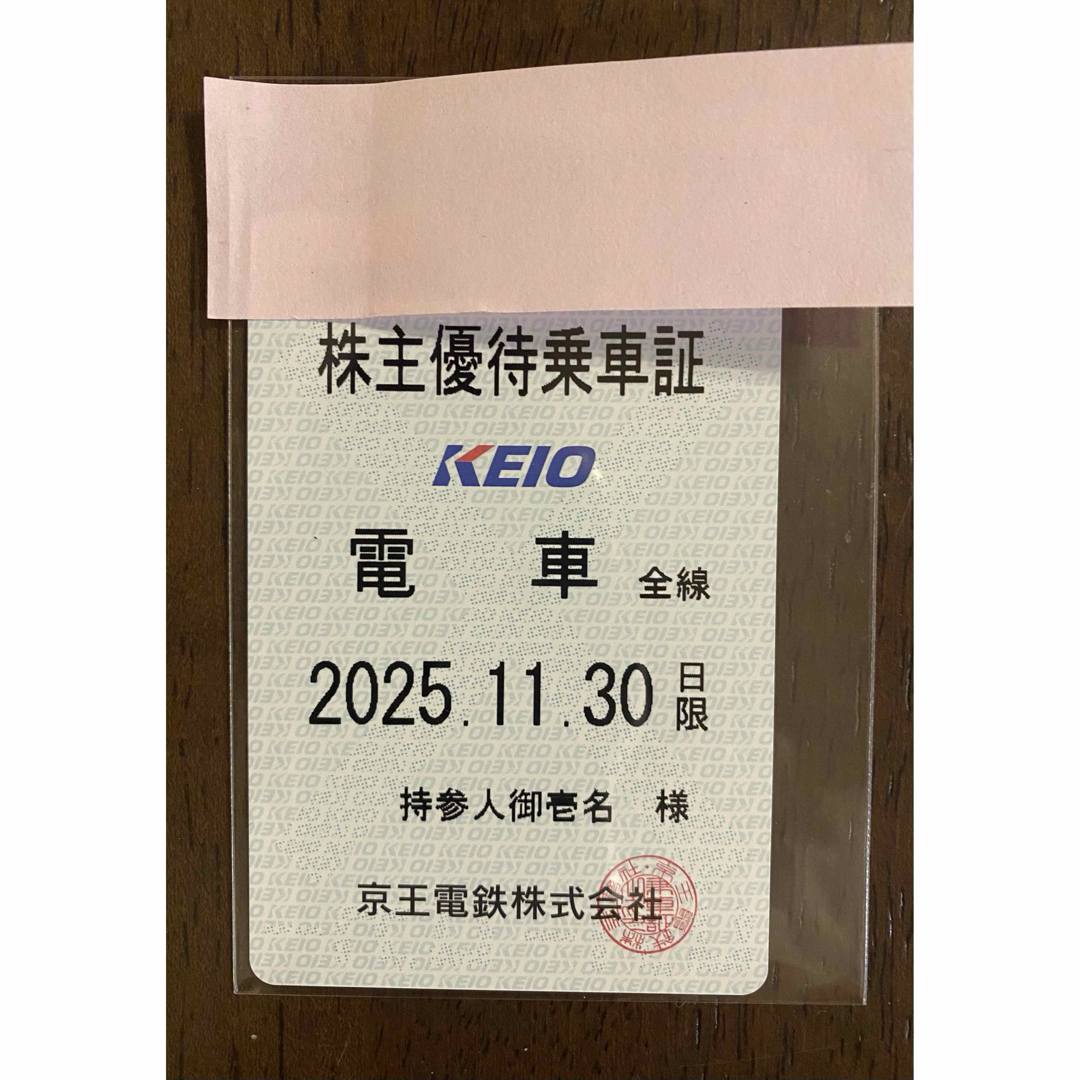 株主優待乗車証
KEIO
電車 全線
2025.11.30 日限
持参人御壱名 様
京王電鉄株式会社